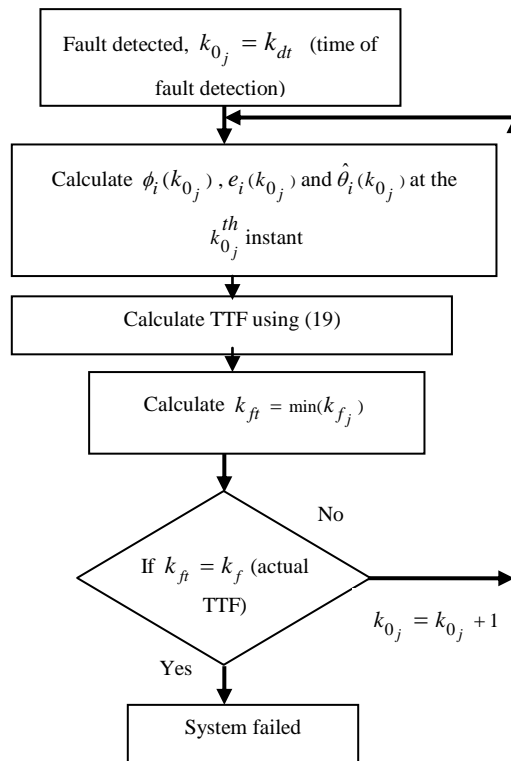 Fault detected, k_{0_j} = k_{dt} (time of
fault detection)
Calculate ϕ_i(k_{0_j}) , e_i(k_{0_j}) and θ̂_i(k_{0_j}) at the
k_{0_j}^{th} instant
Calculate TTF using (19)
Calculate k_{ft} = min(k_{f_j})
No
If k_{ft} = k_f (actual
TTF)
k_{0_j} = k_{0_j} +1
Yes
System failed